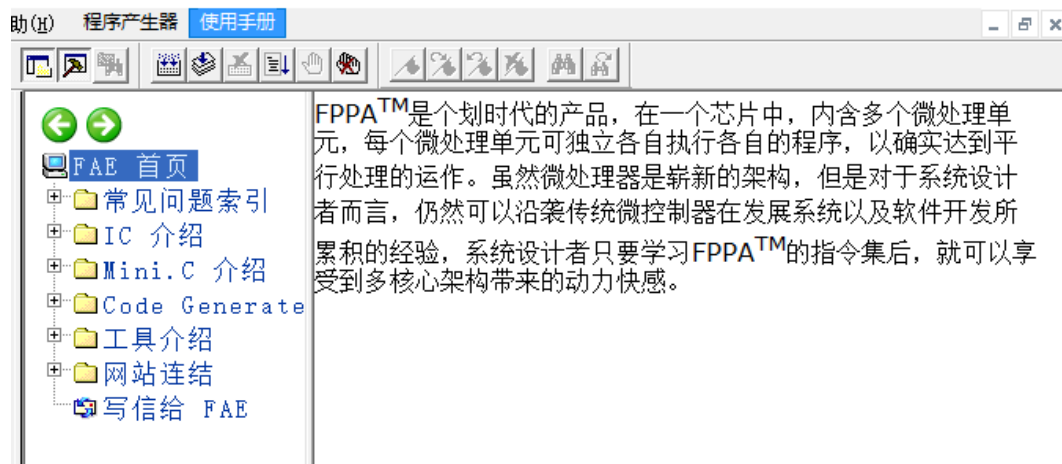 助(H) 程序产生器 使用手册
FAE 首页
常见问题索引
IC 介绍
Mini.C 介绍
Code Generate
工具介绍
网站连结
写信给 FAE
FPPA™是个划时代的产品，在一个芯片中，内含多个微处理单
元，每个微处理单元可独立各自执行各自的程序，以确实达到平
行处理的运作。虽然微处理器是崭新的架构，但是对于系统设计
者而言，仍然可以沿袭传统微控制器在发展系统以及软件开发所
累积的经验，系统设计者只要学习FPPA™的指令集后，就可以享
受到多核心架构带来的动力快感。